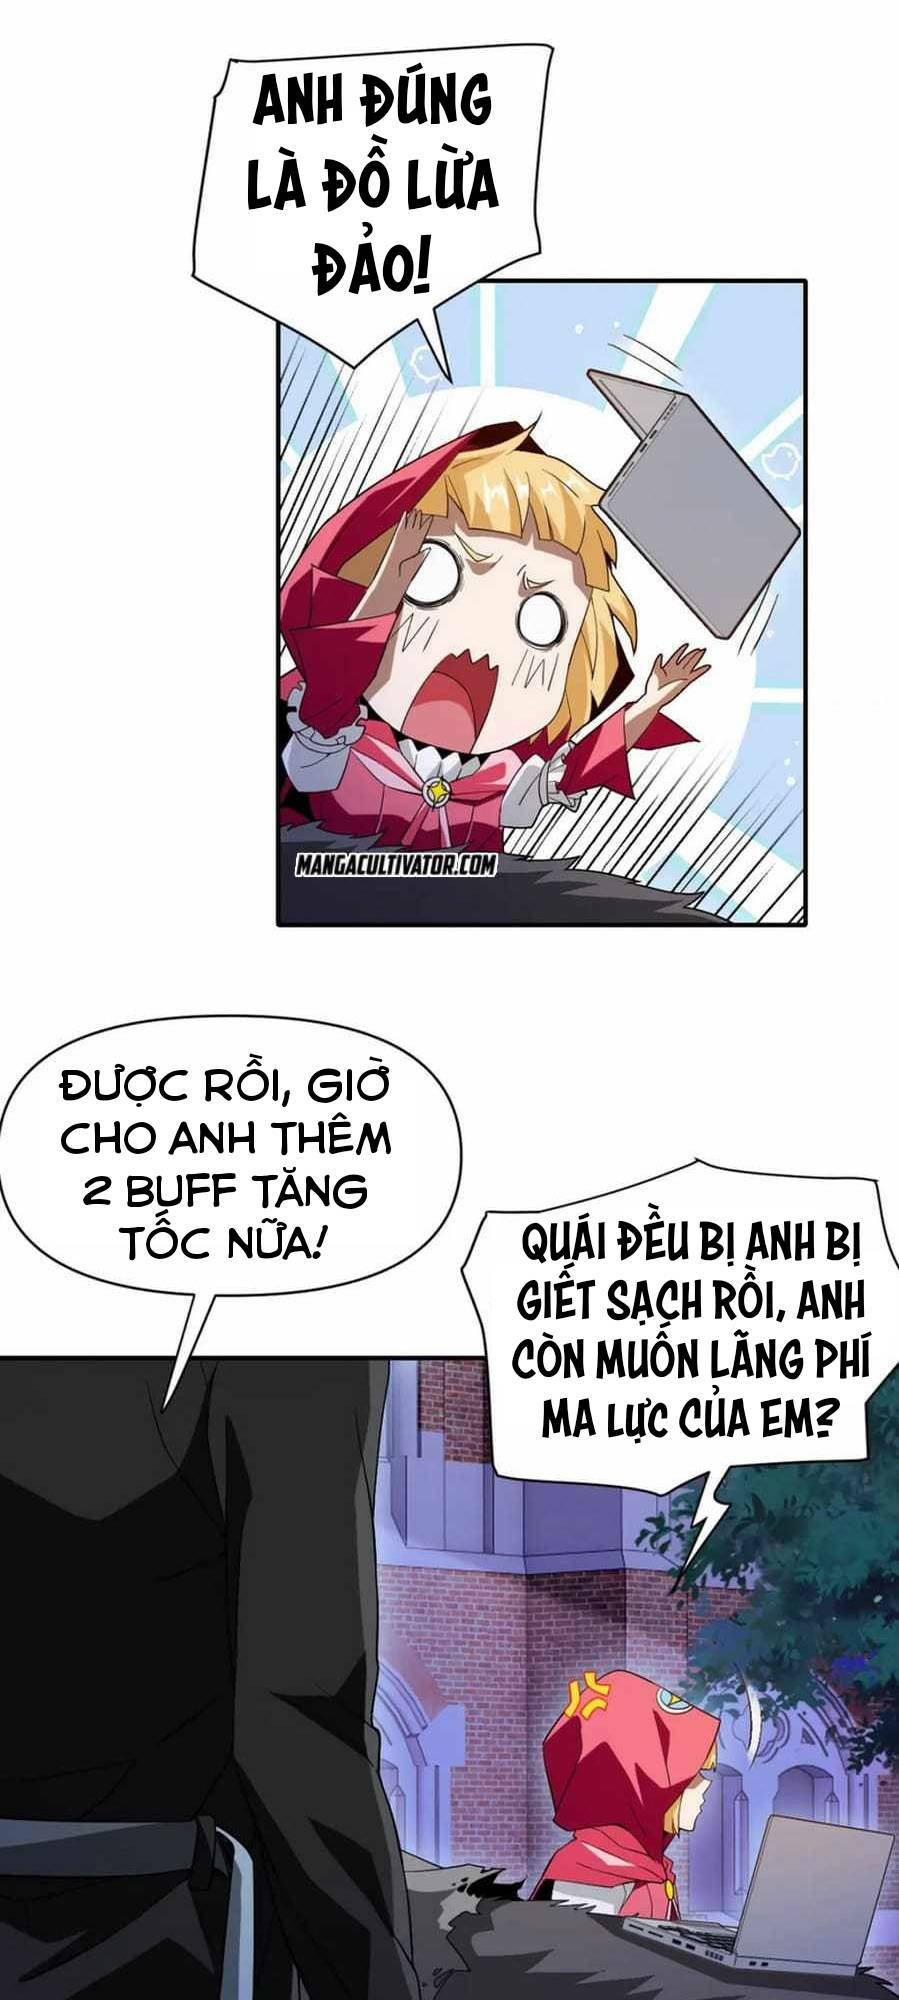 ANH ĐÚNG
LÀ ĐỒ LỪA
ĐẢO!
MANGACULTIVATOR.COM
ĐƯỢC RỒI, GIỜ
CHO ANH THÊM
2 BUFF TĂNG
TỐC NỮA!
QUÁI ĐỀU BỊ ANH BỊ
GIẾT SẠCH RỒI, ANH
CÒN MUỐN LÃNG PHÍ
MA LỰC CỦA EM?